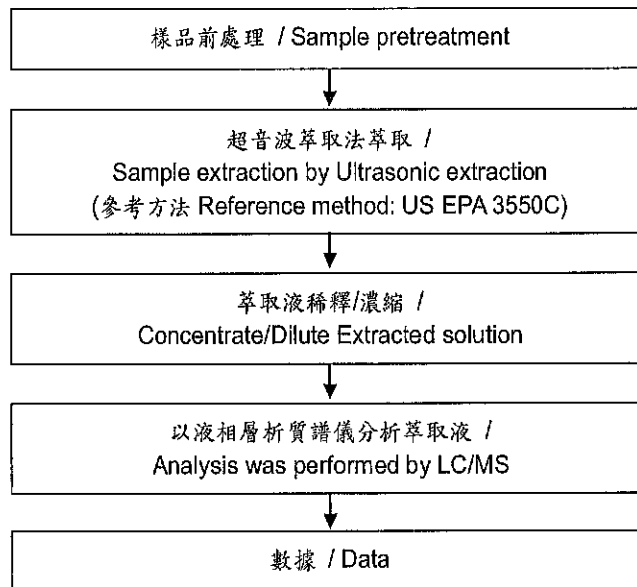 樣品前處理 / Sample pretreatment
超音波萃取法萃取 /
Sample extraction by Ultrasonic extraction
(參考方法 Reference method: US EPA 3550C)
萃取液稀釋/濃縮 /
Concentrate/Dilute Extracted solution
以液相層析質譜儀分析萃取液 /
Analysis was performed by LC/MS
數據 / Data